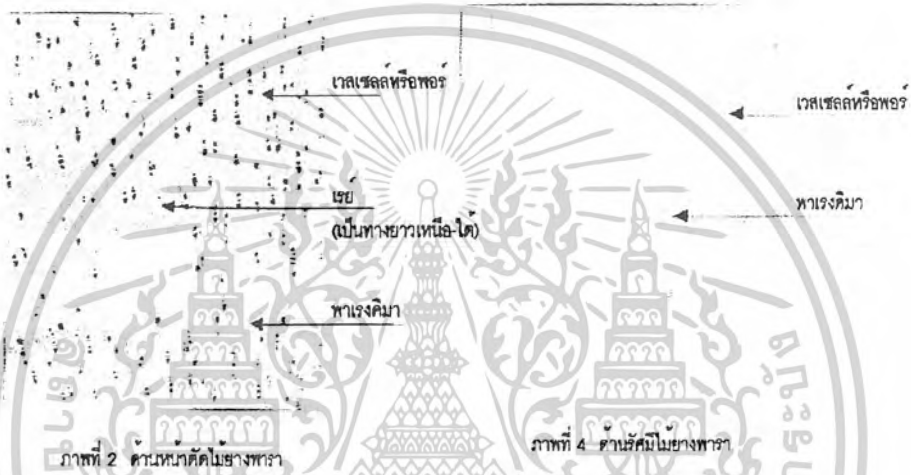 เวสเซลล์หรือพอร์
เรย์
(เป็นทางยาวเหนือ-ใต้)
พาเรงคิมา
ภาพที่ 2 ด้านหน้าตัดไม้ยางพารา
เวสเซลล์หรือพอร์
พาเรงคิมา
ภาพที่ 4 ด้านรัศมีไม้ยางพารา